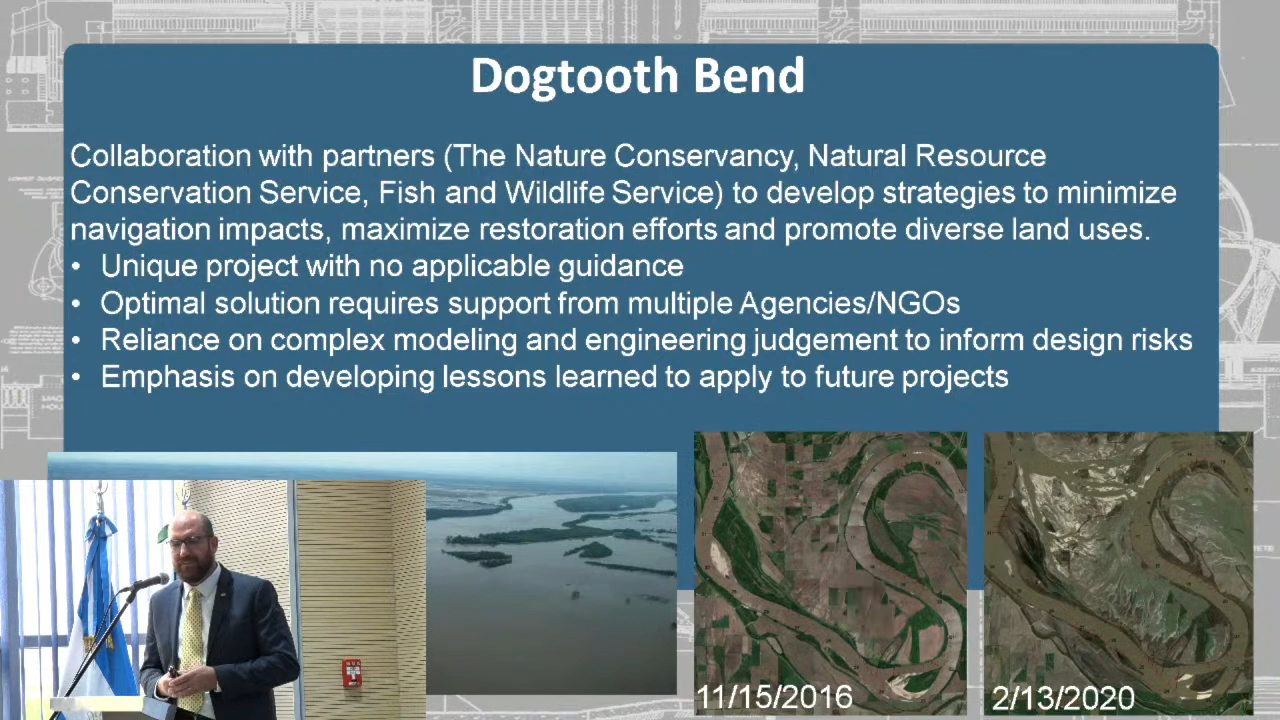 Dogtooth Bend
Collaboration with partners (The Nature Conservancy, Natural Resource
Conservation Service, Fish and Wildlife Service) to develop strategies to minimize
navigation impacts, maximize restoration efforts and promote diverse land uses.
• Unique project with no applicable guidance
• Optimal solution requires support from multiple Agencies/NGOs
• Reliance on complex modeling and engineering judgement to inform design risks
• Emphasis on developing lessons learned to apply to future projects
11/15/2016
2/13/2020